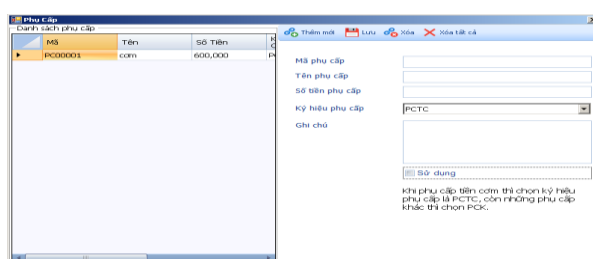 Phụ Cấp
Danh sách phụ cấp
Mã Tên Số Tiền
PC00001 cơm 600,000
Thêm mới Lưu Xóa Xóa tất cả
Mã phụ cấp
Tên phụ cấp
Số tiền phụ cấp
Ký hiệu phụ cấp PCTC
Ghi chú
Sử dụng
Khi phụ cấp tiền cơm thì chọn ký hiệu
phụ cấp là PCTC, còn những phụ cấp
khác thì chọn PCK.